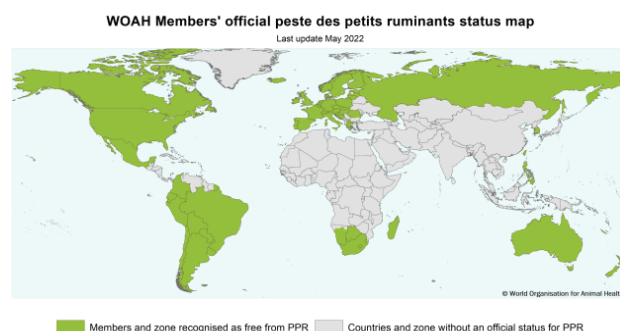 WOAH Members' official peste des petits ruminants status map
Last update May 2022
© World Organisation for Animal Healt
Members and zone recognised as free from PPR
Countries and zone without an official status for PPR